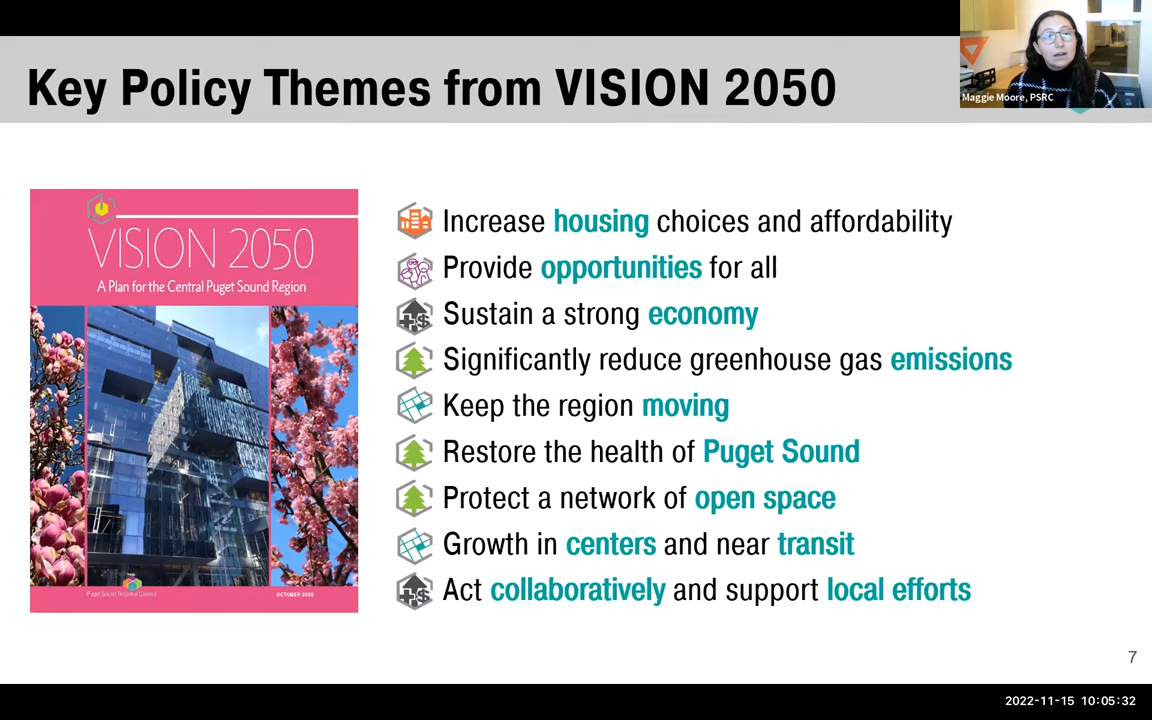 Key Policy Themes from VISION 2050
Maggie Moore, PSRC
VISION 2050
A Plan for the Central Puget Sound Region
Puget Sound Regional Council
OCTOBER 2020
Increase housing choices and affordability
Provide opportunities for all
Sustain a strong economy
Significantly reduce greenhouse gas emissions
Keep the region moving
Restore the health of Puget Sound
Protect a network of open space
Growth in centers and near transit
Act collaboratively and support local efforts
7
2022-11-15 10:05:32